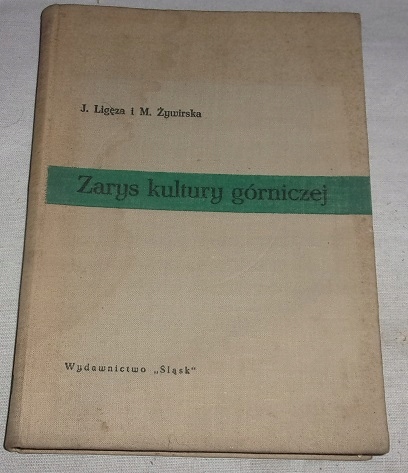 J. Ligęza i M. Żywirska
Zarys kultury górniczej
Wydawnictwo „Śląsk"